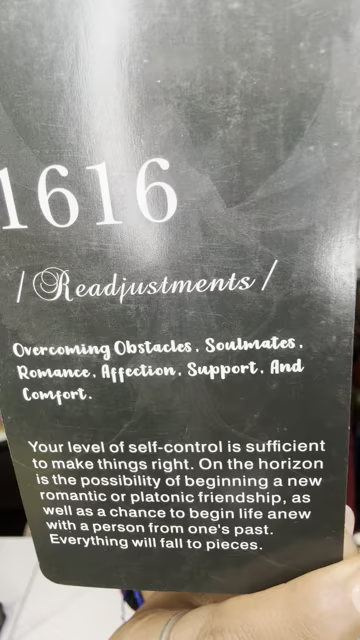 1616
/ Readjustments /
Overcoming Obstacles, Soulmates,
Romance, Affection, Support, And
Comfort.
Your level of self-control is sufficient
to make things right. On the horizon
is the possibility of beginning a new
romantic or platonic friendship, as
well as a chance to begin life anew
with a person from one's past.
Everything will fall to pieces.